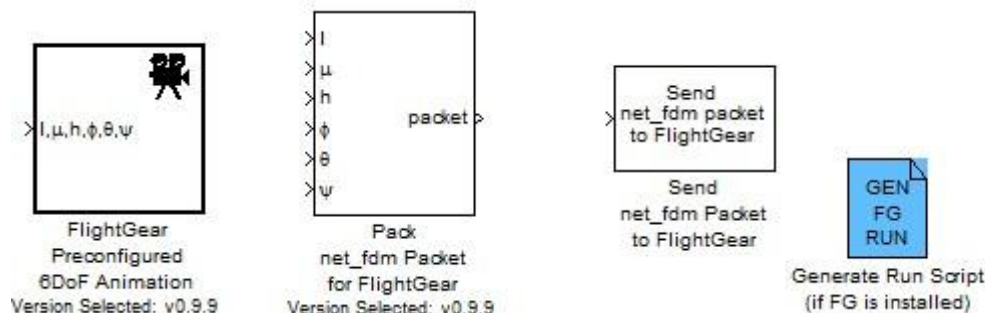 l,μ,h,ϕ,θ,ψ
FlightGear
Preconfigured
6DoF Animation
Version Selected: v0.9.9
l
μ
h
ϕ
θ
ψ
packet
Pack
net_fdm Packet
for FlightGear
Version Selected: v0.9.9
Send
net_fdm packet
to FlightGear
Send
net_fdm Packet
to FlightGear
GEN
FG
RUN
Generate Run Script
(if FG is installed)